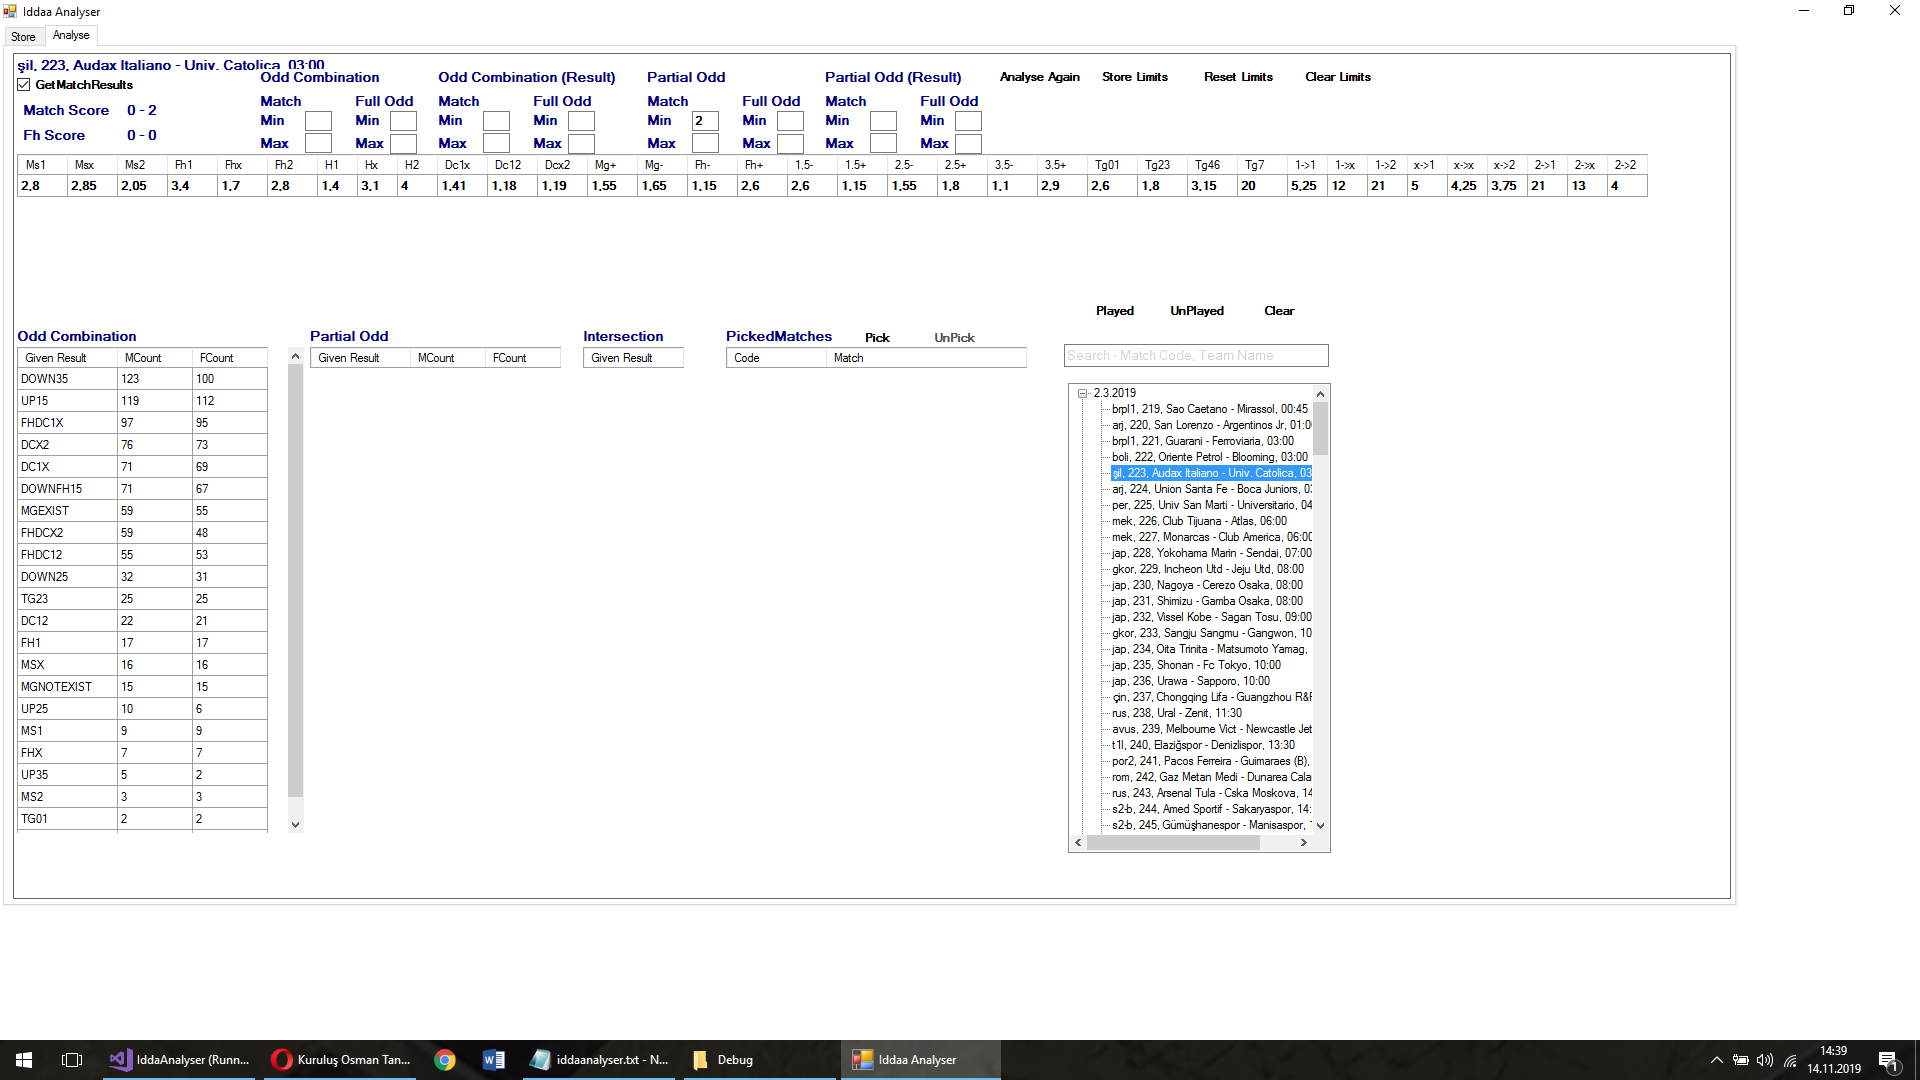 Iddaa Analyser
Store Analyse
şil, 223, Audax Italiano - Univ. Catolica, 03:00
GetMatchResults
Match Score 0 - 2
Fh Score 0 - 0
Odd Combination Odd Combination (Result) Partial Odd Partial Odd (Result) Analyse Again Store Limits Reset Limits Clear Limits
Match Full Odd Match Full Odd Match Full Odd Match Full Odd
Min Min Min Min Min 2 Min Min Min
Max Max Max Max Max Max Max Max
Ms1 Msx Ms2 Fh1 Fhx Fh2 H1 Hx H2 Dc1x Dc12 Dcx2 Mg+ Mg- Fh- Fh+ 1.5- 1.5+ 2.5- 2.5+ 3.5- 3.5+ Tg01 Tg23 Tg46 Tg7 1->1 1->x 1->2 x->1 x->x x->2 2->1 2->x 2->2
2,8 2,85 2,05 3,4 1,7 2,8 1,4 3,1 4 1,41 1,18 1,19 1,55 1,65 1,15 2,6 2,6 1,15 1,55 1,8 1,1 2,9 2,6 1,8 3,15 20 5,25 12 21 5 4,25 3,75 21 13 4
Played UnPlayed Clear
Odd Combination
Given Result MCount FCount
DOWN35 123 100
UP15 119 112
FHDC1X 97 95
DCX2 76 73
DC1X 71 69
DOWNFH15 71 67
MGEXIST 59 55
FHDCX2 59 48
FHDC12 55 53
DOWN25 32 31
TG23 25 25
DC12 22 21
FH1 17 17
MSX 16 16
MGNOTEXIST 15 15
UP25 10 6
MS1 9 9
FHX 7 7
UP35 5 2
MS2 3 3
TG01 2 2
Partial Odd
Given Result MCount FCount
Intersection
Given Result
PickedMatches Pick UnPick
Code Match
Search - Match Code, Team Name
2.3.2019
brpl1, 219, Sao Caetano - Mirassol, 00:45
arj, 220, San Lorenzo - Argentinos Jr, 01:0
brpl1, 221, Guarani - Ferroviaria, 03:00
boli, 222, Oriente Petrol - Blooming, 03:00
şil, 223, Audax Italiano - Univ. Catolica, 03
arj, 224, Union Santa Fe - Boca Juniors, 03
per, 225, Univ San Marti - Universitario, 04
mek, 226, Club Tijuana - Atlas, 06:00
mek, 227, Monarcas - Club America, 06:00
jap, 228, Yokohama Marin - Sendai, 07:00
gkor, 229, Incheon Utd - Jeju Utd, 08:00
jap, 230, Nagoya - Cerezo Osaka, 08:00
jap, 231, Shimizu - Gamba Osaka, 08:00
jap, 232, Vissel Kobe - Sagan Tosu, 09:00
gkor, 233, Sangju Sangmu - Gangwon, 10
jap, 234, Oita Trinita - Matsumoto Yamag,
jap, 235, Shonan - Fc Tokyo, 10:00
jap, 236, Urawa - Sapporo, 10:00
çin, 237, Chongqing Lifa - Guangzhou R&F
rus, 238, Ural - Zenit, 11:30
avus, 239, Melbourne Vict - Newcastle Jet
t1l, 240, Elazığspor - Denizlispor, 13:30
por2, 241, Pacos Ferreira - Guimaraes (B),
rom, 242, Gaz Metan Medi - Dunarea Cala
rus, 243, Arsenal Tula - Cska Moskova, 14
s2-b, 244, Amed Sportif - Sakaryaspor, 14:
s2-b, 245, Gümüşhanespor - Manisaspor,
IddaAnalyser (Runn... Kuruluş Osman Tan... iddaanalyser.txt - N... Debug Iddaa Analyser
14:39
14.11.2019
1